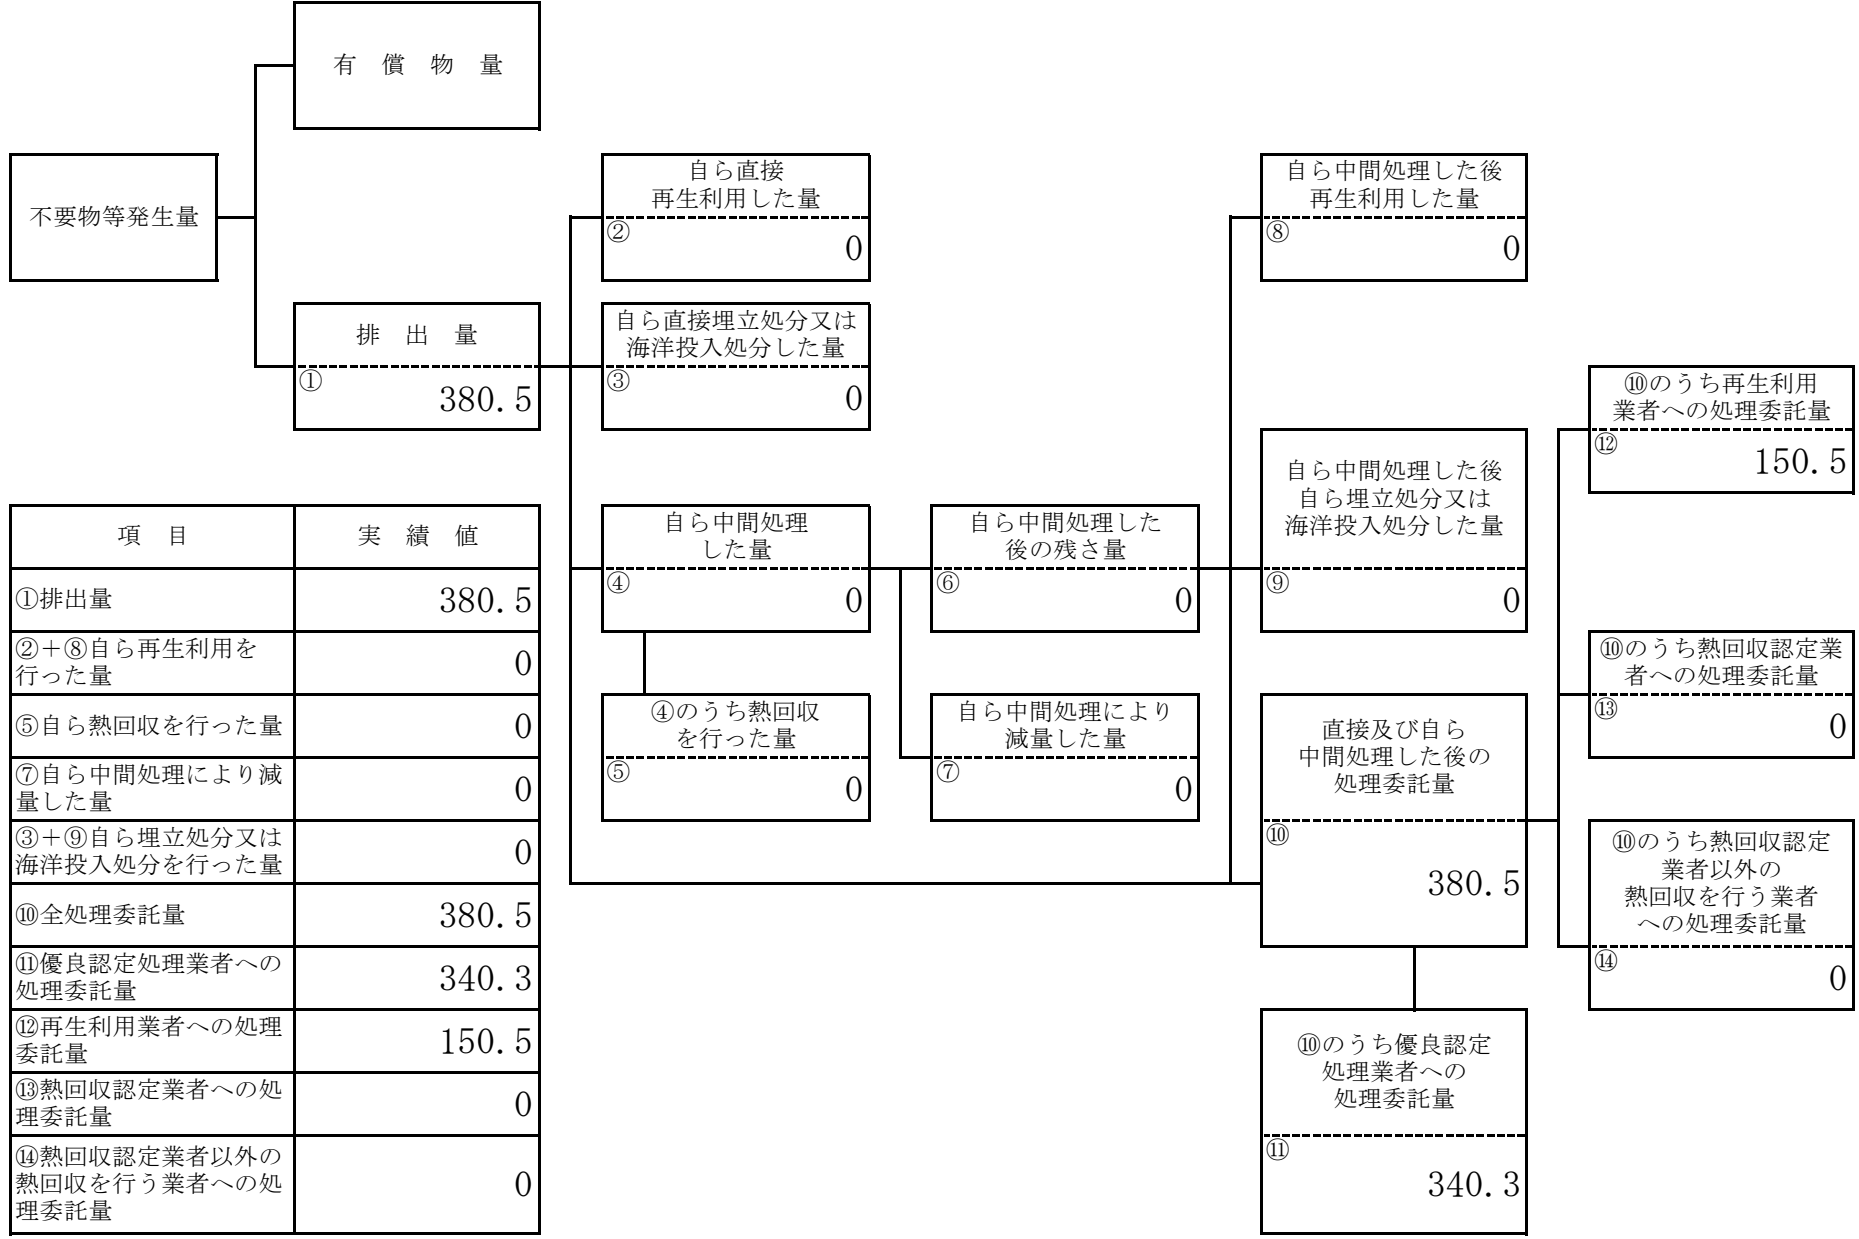 有　償　物　量
不要物等発生量
排　出　量
①
380.5
自ら直接
再生利用した量
②
0
自ら直接埋立処分又は
海洋投入処分した量
③
0
自ら中間処理
した量
④
0
④のうち熱回収
を行った量
⑤
0
自ら中間処理した
後の残さ量
⑥
0
自ら中間処理により
減量した量
⑦
0
自ら中間処理した後
再生利用した量
⑧
0
自ら中間処理した後
自ら埋立処分又は
海洋投入処分した量
⑨
0
直接及び自ら
中間処理した後の
処理委託量
⑩
380.5
⑩のうち優良認定
処理業者への
処理委託量
⑪
340.3
⑩のうち再生利用
業者への処理委託量
⑫
150.5
⑩のうち熱回収認定業
者への処理委託量
⑬
0
⑩のうち熱回収認定
業者以外の
熱回収を行う業者
への処理委託量
⑭
0
項　目　実　績　値
①排出量　380.5
②＋⑧自ら再生利用を
行った量
0
⑤自ら熱回収を行った量　0
⑦自ら中間処理により減
量した量
0
③＋⑨自ら埋立処分又は
海洋投入処分を行った量
0
⑩全処理委託量　380.5
⑪優良認定処理業者への
処理委託量
340.3
⑫再生利用業者への処理
委託量
150.5
⑬熱回収認定業者への処
理委託量
0
⑭熱回収認定業者以外の
熱回収を行う業者への処
理委託量
0